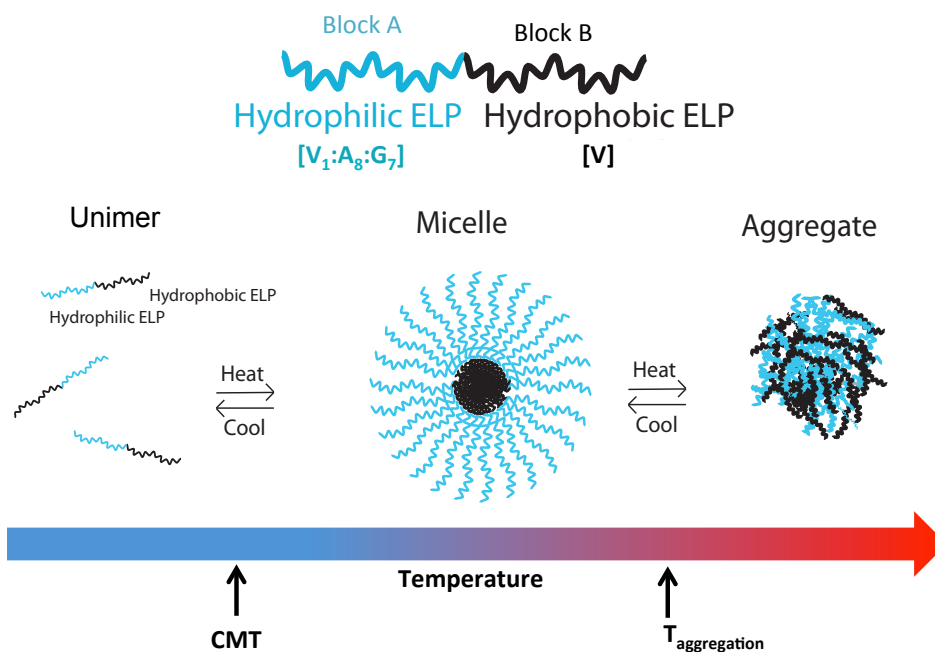 Block A
Block B
Hydrophilic ELP
Hydrophobic ELP
[V₁:A₈:G₇]
[V]
Unimer
Micelle
Aggregate
Hydrophobic ELP
Hydrophilic ELP
Heat
Cool
Heat
Cool
Temperature
CMT
T_aggregation